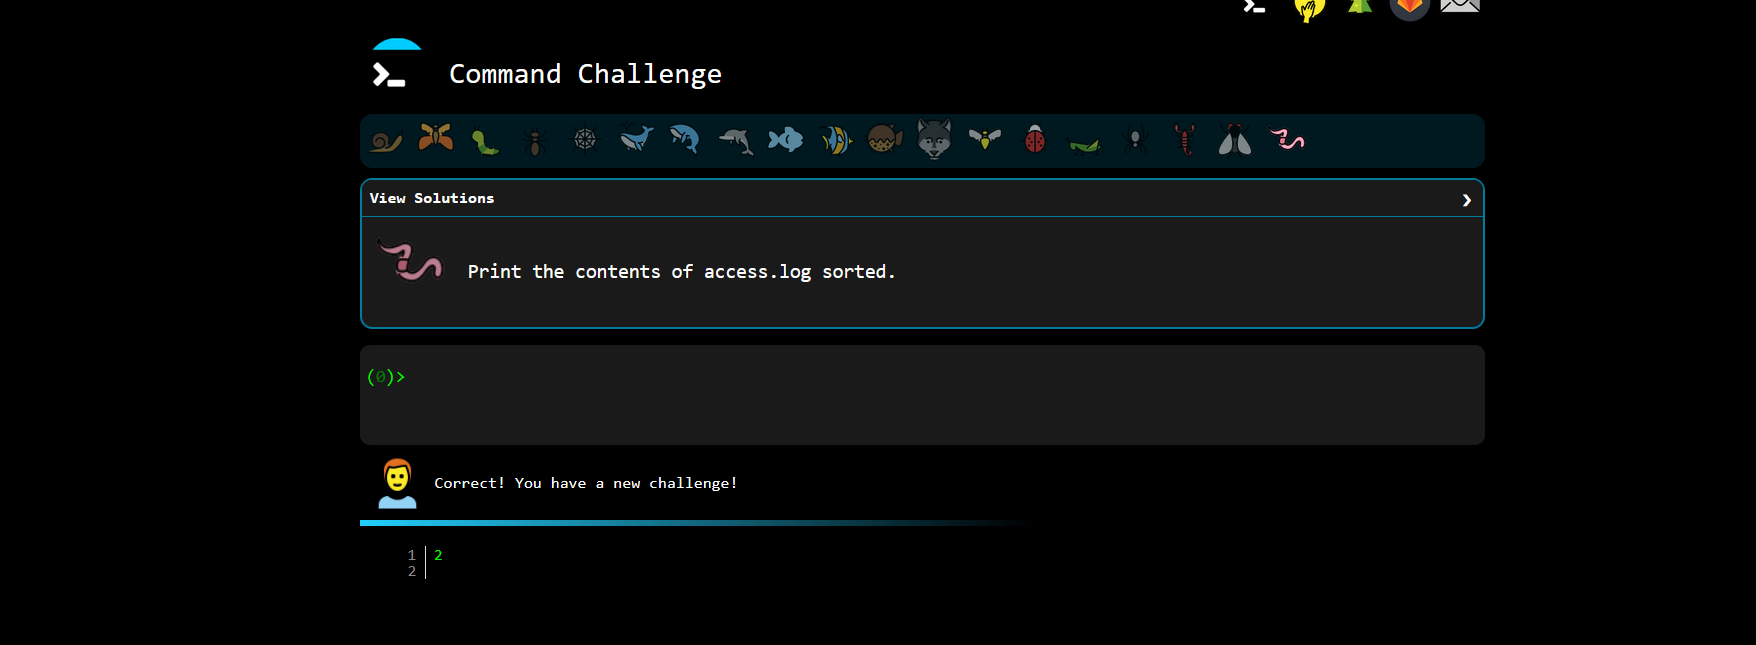 Command Challenge
View Solutions
Print the contents of access.log sorted.
(0)>
Correct! You have a new challenge!
1 2
2